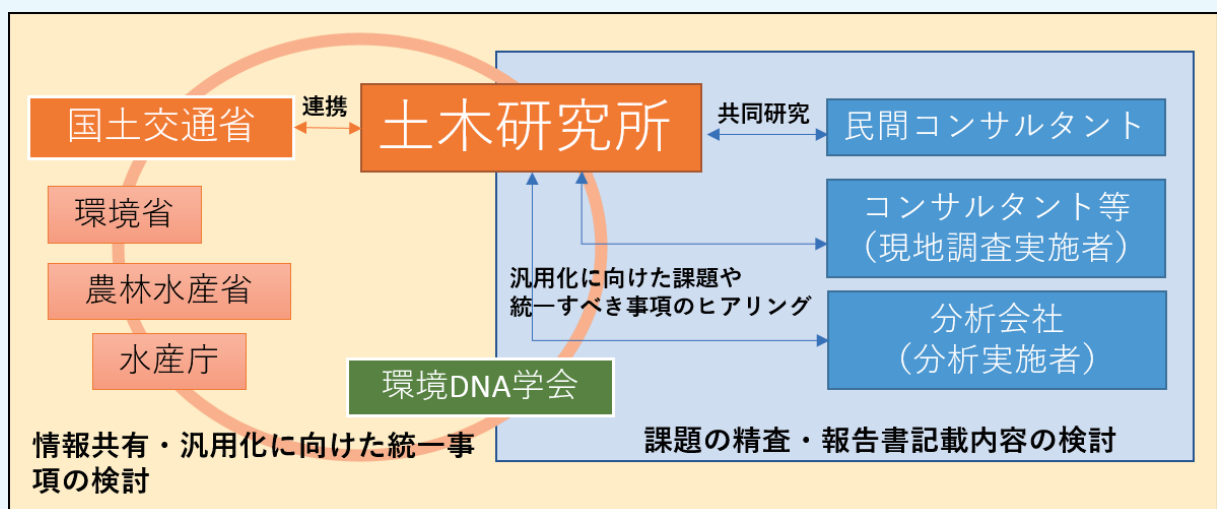 国土交通省
連携
土木研究所
共同研究
民間コンサルタント
環境省
農林水産省
水産庁
コンサルタント等
（現地調査実施者）
汎用化に向けた課題や
統一すべき事項のヒアリング
分析会社
（分析実施者）
環境DNA学会
情報共有・汎用化に向けた統一事
項の検討
課題の精査・報告書記載内容の検討